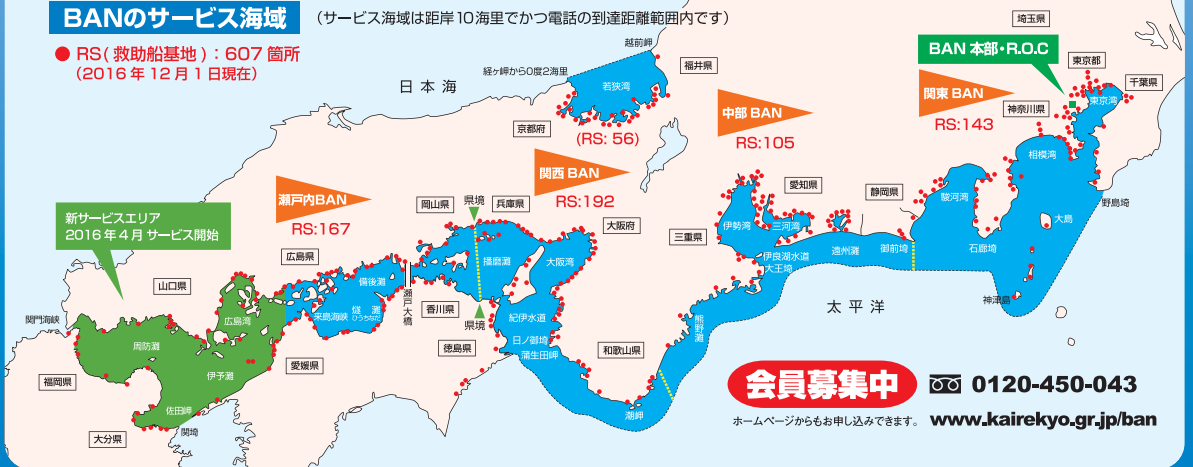 BANのサービス海域
(サービス海域は距岸10海里でかつ電話の到達距離範囲内です)
● RS(救助船基地):607箇所
(2016年12月1日現在)
日本海
経ヶ岬から0度2海里
越前岬
福井県
若狭湾
京都府
(RS: 56)
埼玉県
BAN 本部・R.O.C
東京都
千葉県
東京湾
神奈川県
関東 BAN
RS:143
中部 BAN
RS:105
関西 BAN
RS:192
瀬戸内BAN
RS:167
新サービスエリア
2016年4月 サービス開始
岡山県
県境
兵庫県
大阪府
播磨灘
大阪湾
三重県
愛知県
伊勢湾
三河湾
伊良湖水道
大王埼
静岡県
遠州灘
御前埼
駿河湾
相模湾
石廊埼
大島
野島埼
神津島
太平洋
広島県
備後灘
燧灘
ひうちなだ
来島海峡
瀬戸大橋
香川県
県境
徳島県
紀伊水道
日ノ御埼
蒲生田岬
和歌山県
熊野灘
潮岬
山口県
広島湾
関門海峡
周防灘
福岡県
伊予灘
愛媛県
佐田岬
関埼
大分県
会員募集中
0120-450-043
ホームページからもお申し込みできます。
www.kairekyo.gr.jp/ban